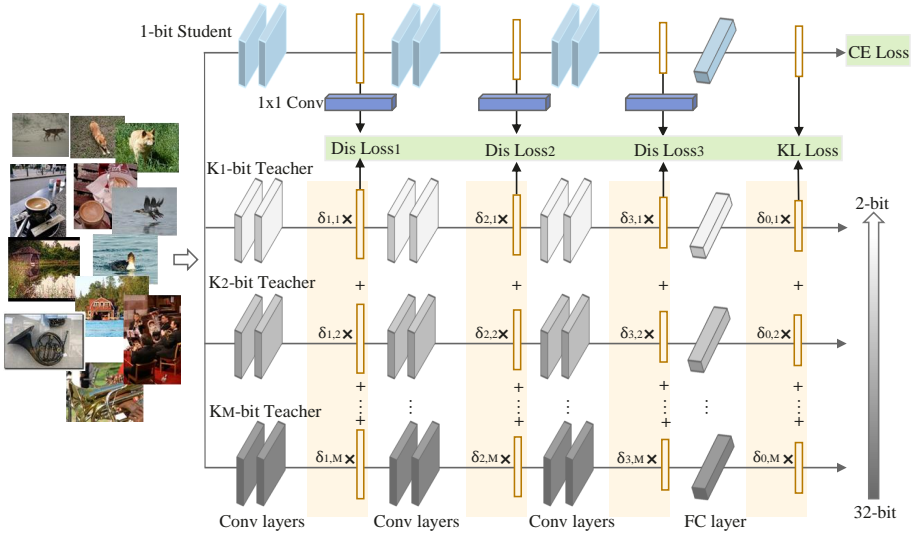 1-bit Student
CE Loss
1x1 Conv
Dis Loss1 Dis Loss2 Dis Loss3 KL Loss
K1-bit Teacher
2-bit
δ1,1 × δ2,1 × δ3,1 × δ0,1 ×
+ + + +
K2-bit Teacher
δ1,2 × δ2,2 × δ3,2 × δ0,2 ×
+ + + +
KM-bit Teacher
+ + + +
δ1,M × δ2,M × δ3,M × δ0,M ×
32-bit
Conv layers Conv layers Conv layers FC layer